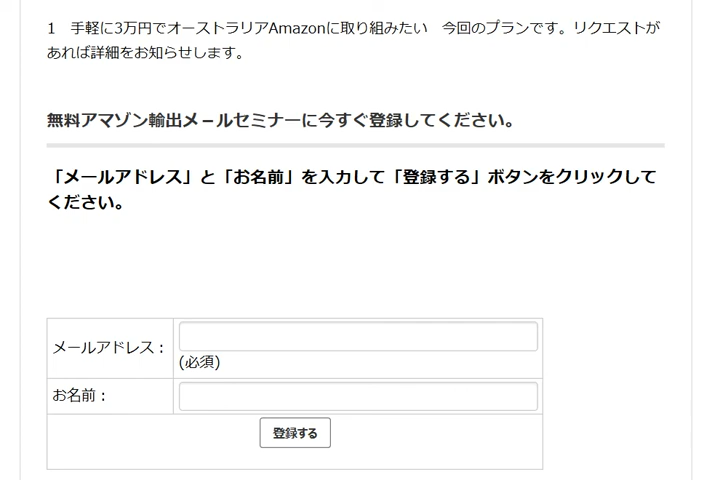 1　手軽に3万円でオーストラリアAmazonに取り組みたい　今回のプランです。リクエストが
あれば詳細をお知らせします。
無料アマゾン輸出メールセミナーに今すぐ登録してください。
「メールアドレス」と「お名前」を入力して「登録する」ボタンをクリックして
ください。
メールアドレス：
(必須)
お名前：
登録する